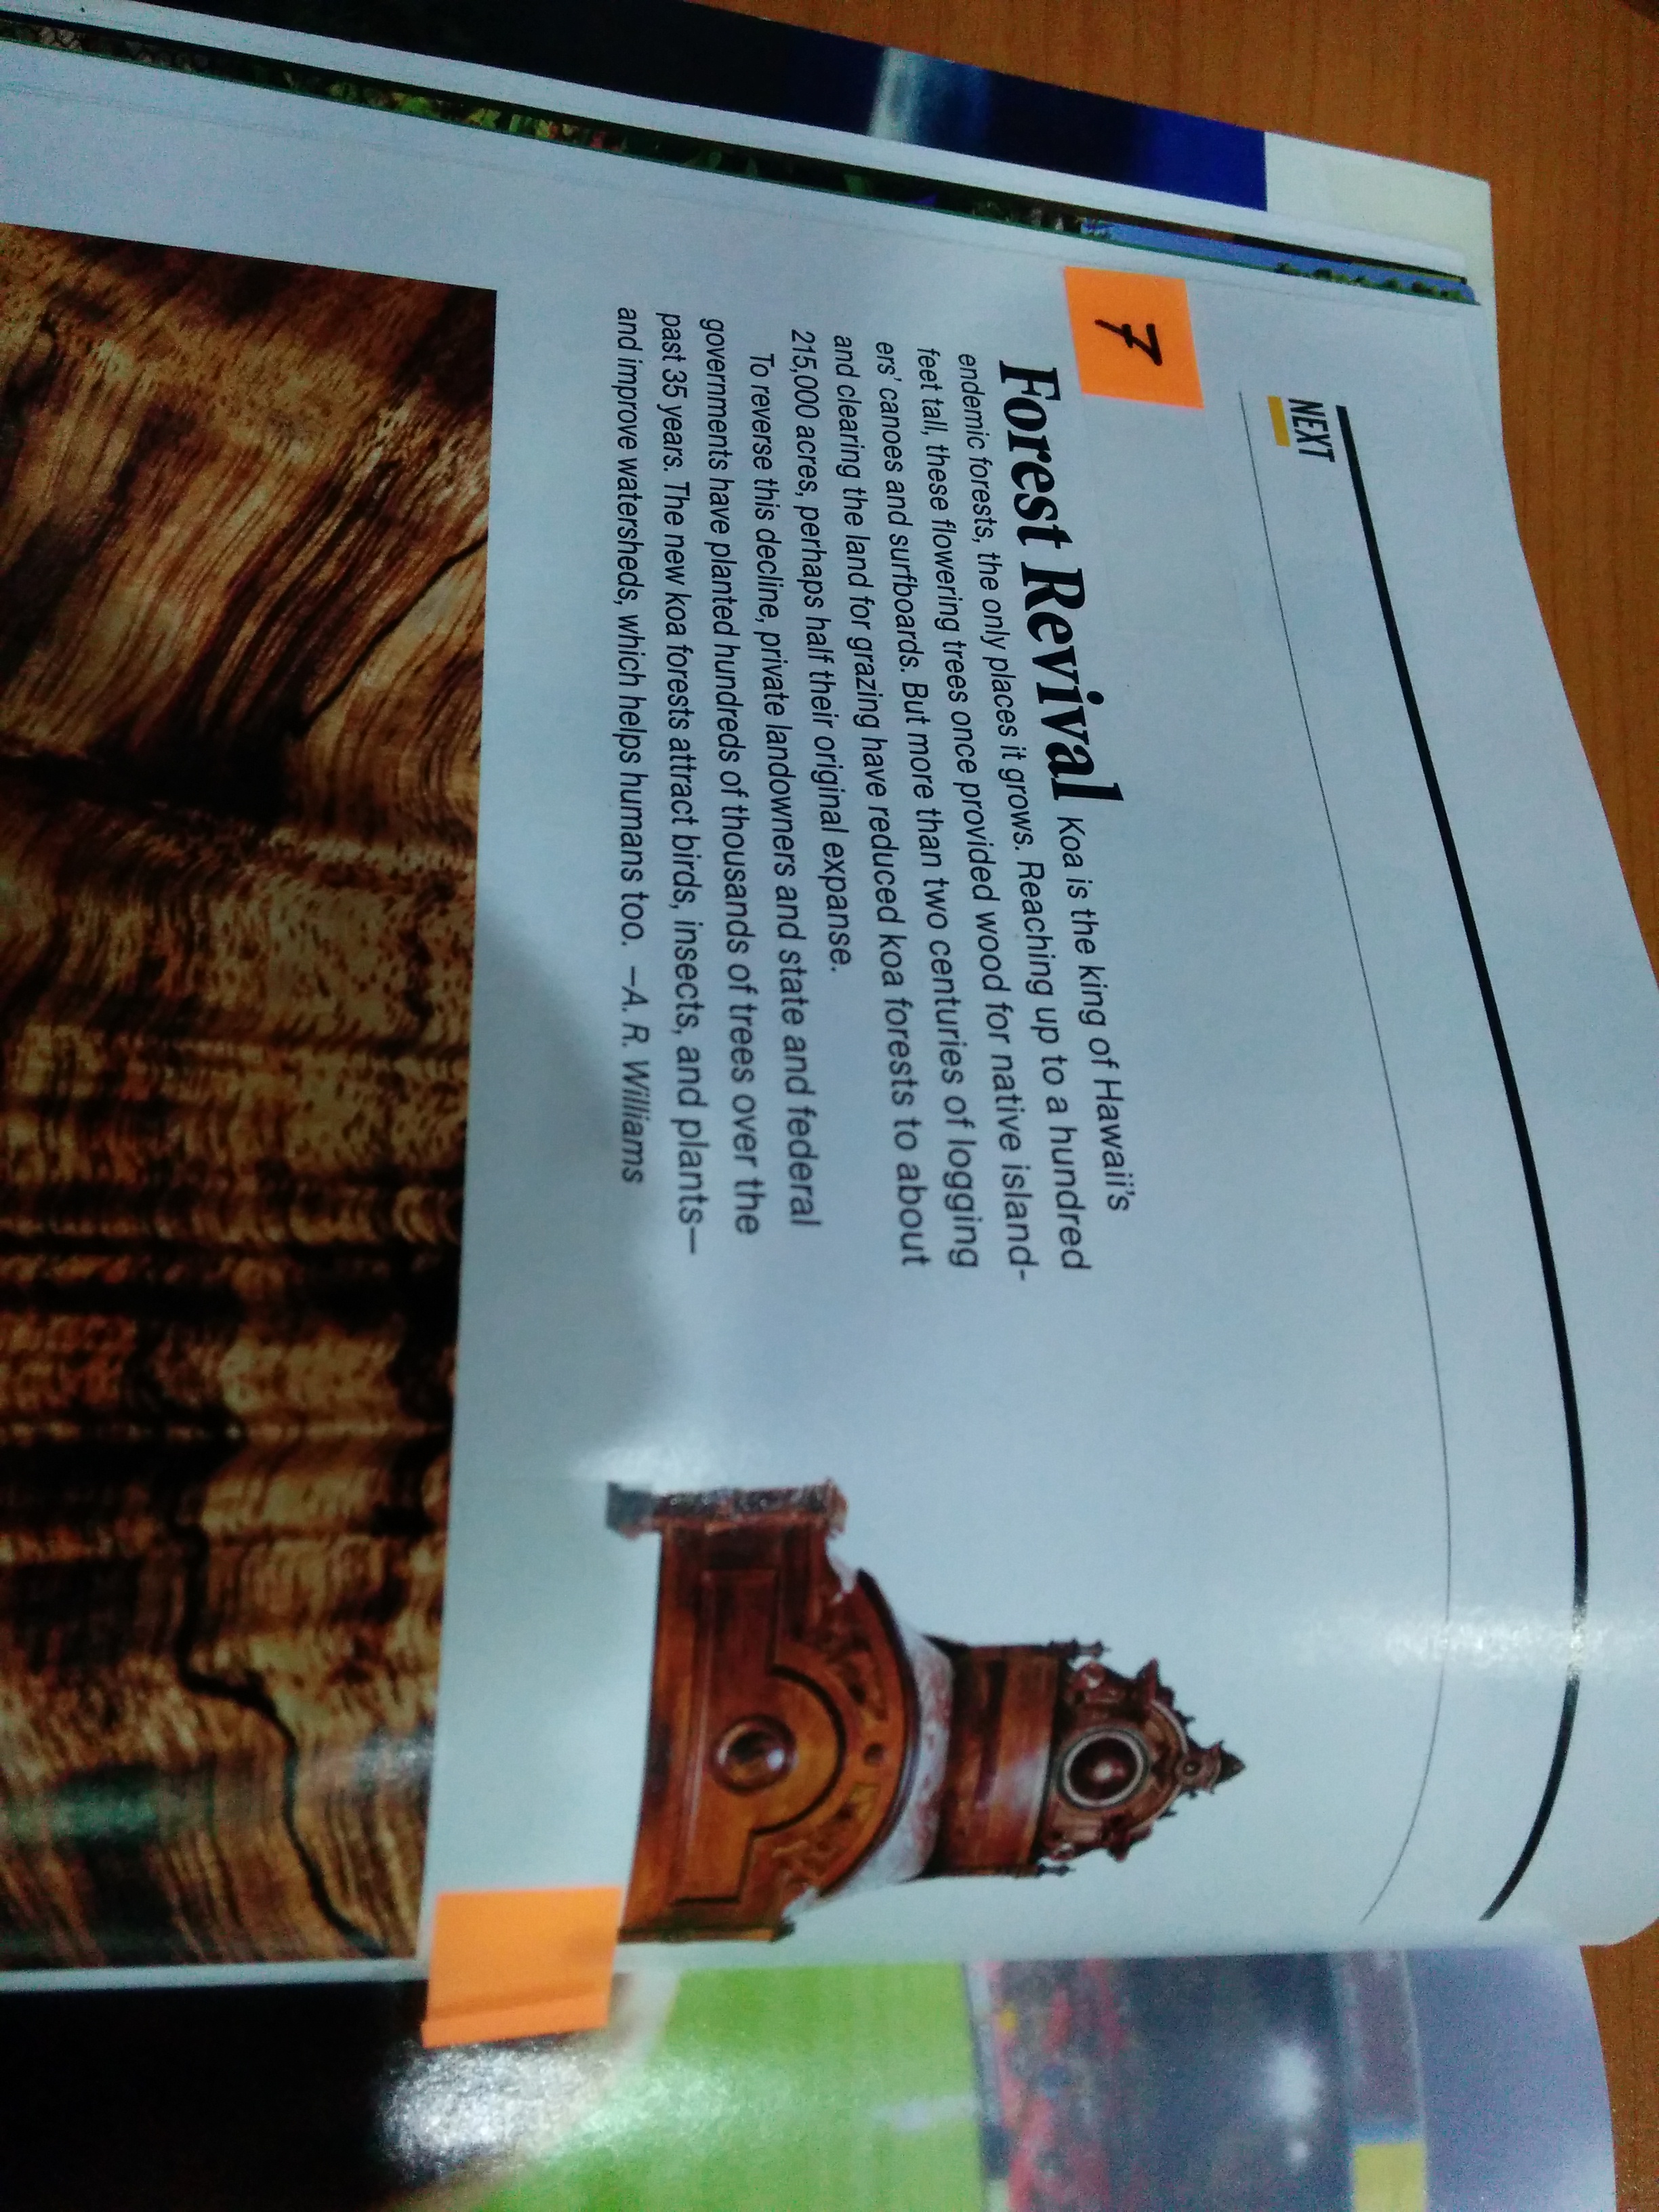 NEXT
7
Forest Revival Koa is the king of Hawaii's
endemic forests, the only places it grows. Reaching up to a hundred
feet tall, these flowering trees once provided wood for native island-
ers' canoes and surfboards. But more than two centuries of logging
and clearing the land for grazing have reduced koa forests to about
215,000 acres, perhaps half their original expanse.
To reverse this decline, private landowners and state and federal
governments have planted hundreds of thousands of trees over the
past 35 years. The new koa forests attract birds, insects, and plants—
and improve watersheds, which helps humans too. —A. R. Williams